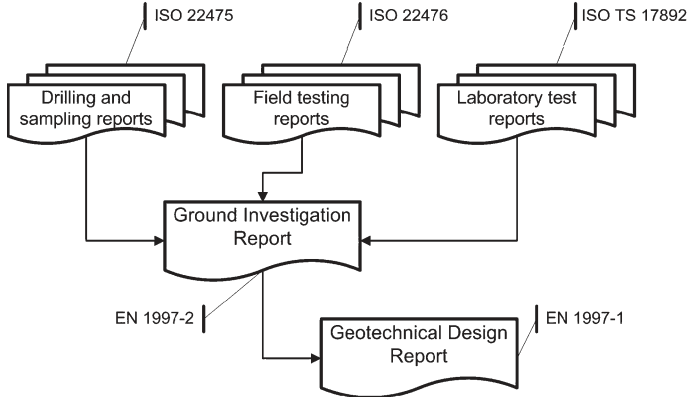 ISO 22475
ISO 22476
ISO TS 17892
Drilling and
sampling reports
Field testing
reports
Laboratory test
reports
Ground Investigation
Report
EN 1997-2
EN 1997-1
Geotechnical Design
Report